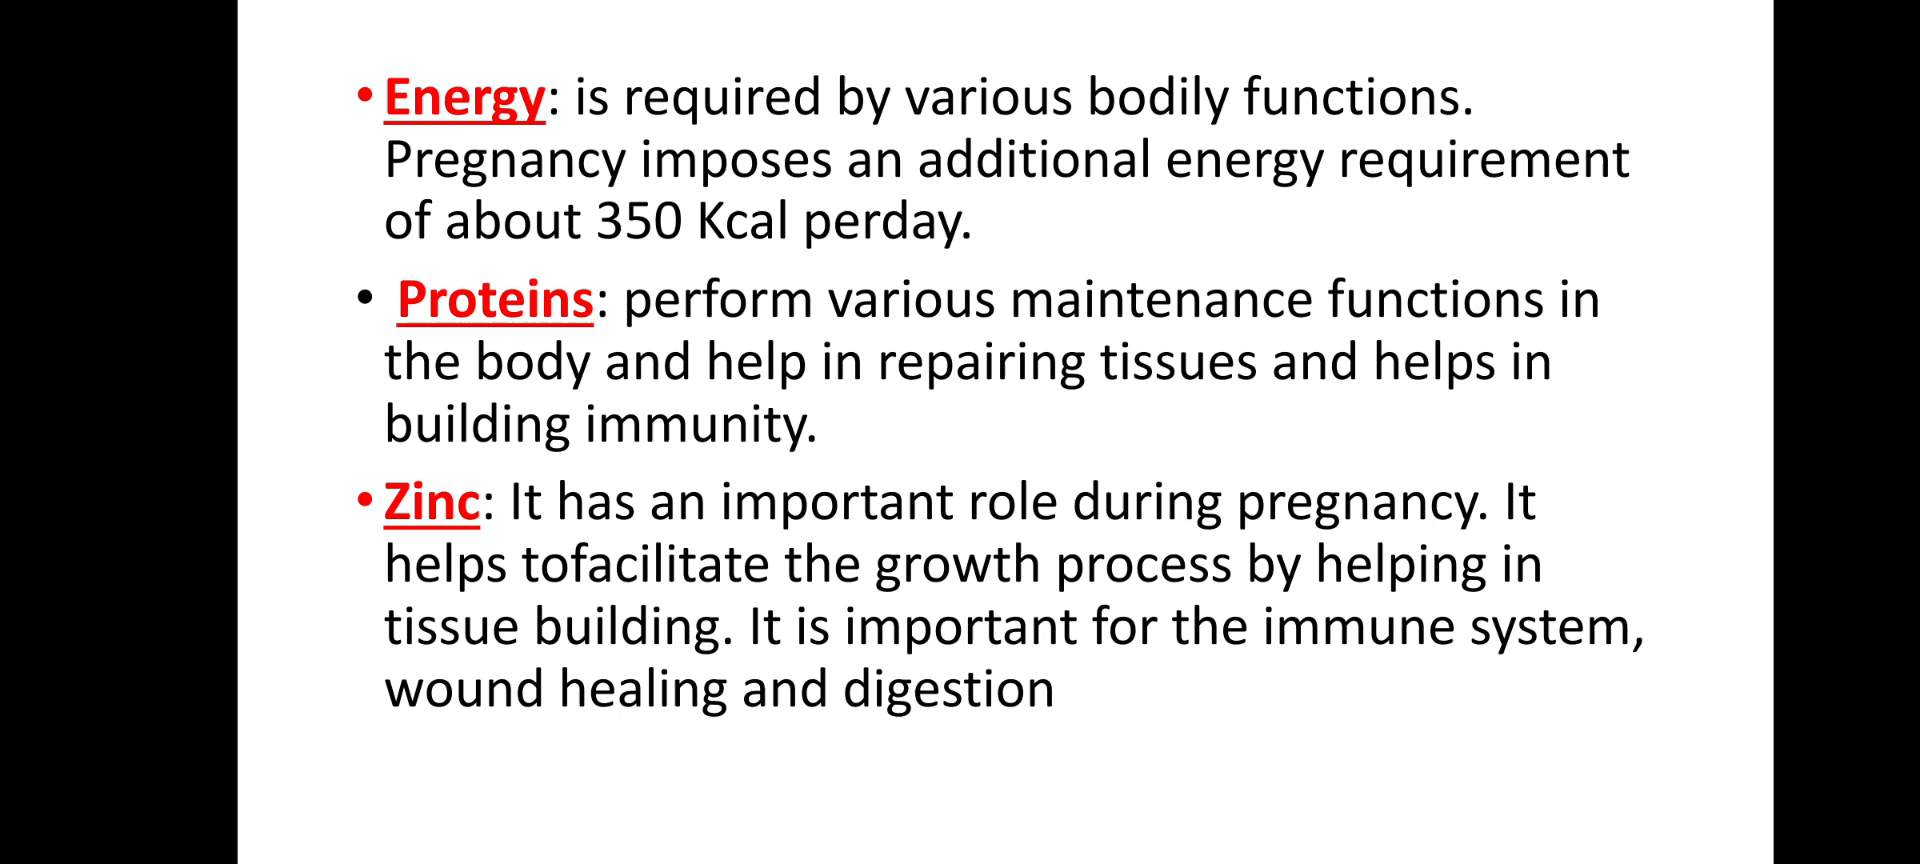 • Energy: is required by various bodily functions.
Pregnancy imposes an additional energy requirement
of about 350 Kcal perday.
• Proteins: perform various maintenance functions in
the body and help in repairing tissues and helps in
building immunity.
• Zinc: It has an important role during pregnancy. It
helps tofacilitate the growth process by helping in
tissue building. It is important for the immune system,
wound healing and digestion